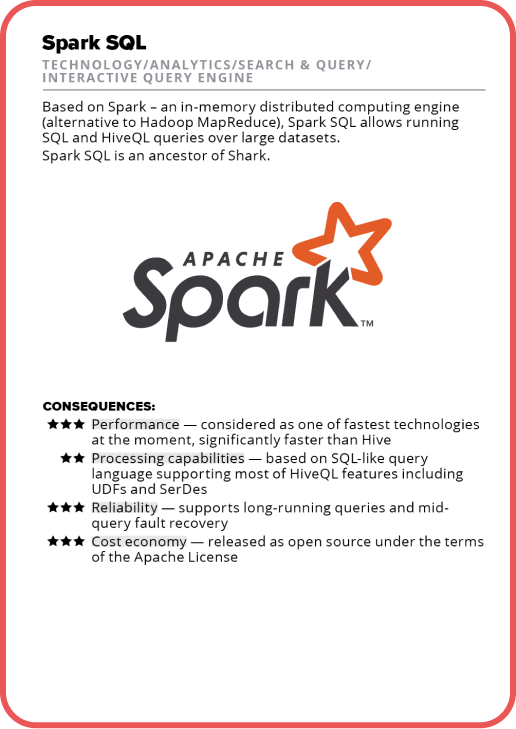 Spark SQL
TECHNOLOGY/ANALYTICS/SEARCH & QUERY/
INTERACTIVE QUERY ENGINE
Based on Spark – an in-memory distributed computing engine
(alternative to Hadoop MapReduce), Spark SQL allows running
SQL and HiveQL queries over large datasets.
Spark SQL is an ancestor of Shark.
APACHE
Spark™
CONSEQUENCES:
★★★ Performance — considered as one of fastest technologies
at the moment, significantly faster than Hive
★★ Processing capabilities — based on SQL-like query
language supporting most of HiveQL features including
UDFs and SerDes
★★★ Reliability — supports long-running queries and mid-
query fault recovery
★★★ Cost economy — released as open source under the terms
of the Apache License